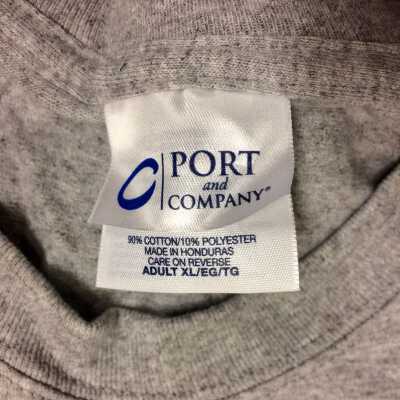 PORT
and
COMPANY®
90% COTTON/10% POLYESTER
MADE IN HONDURAS
CARE ON REVERSE
ADULT XL/EG/TG